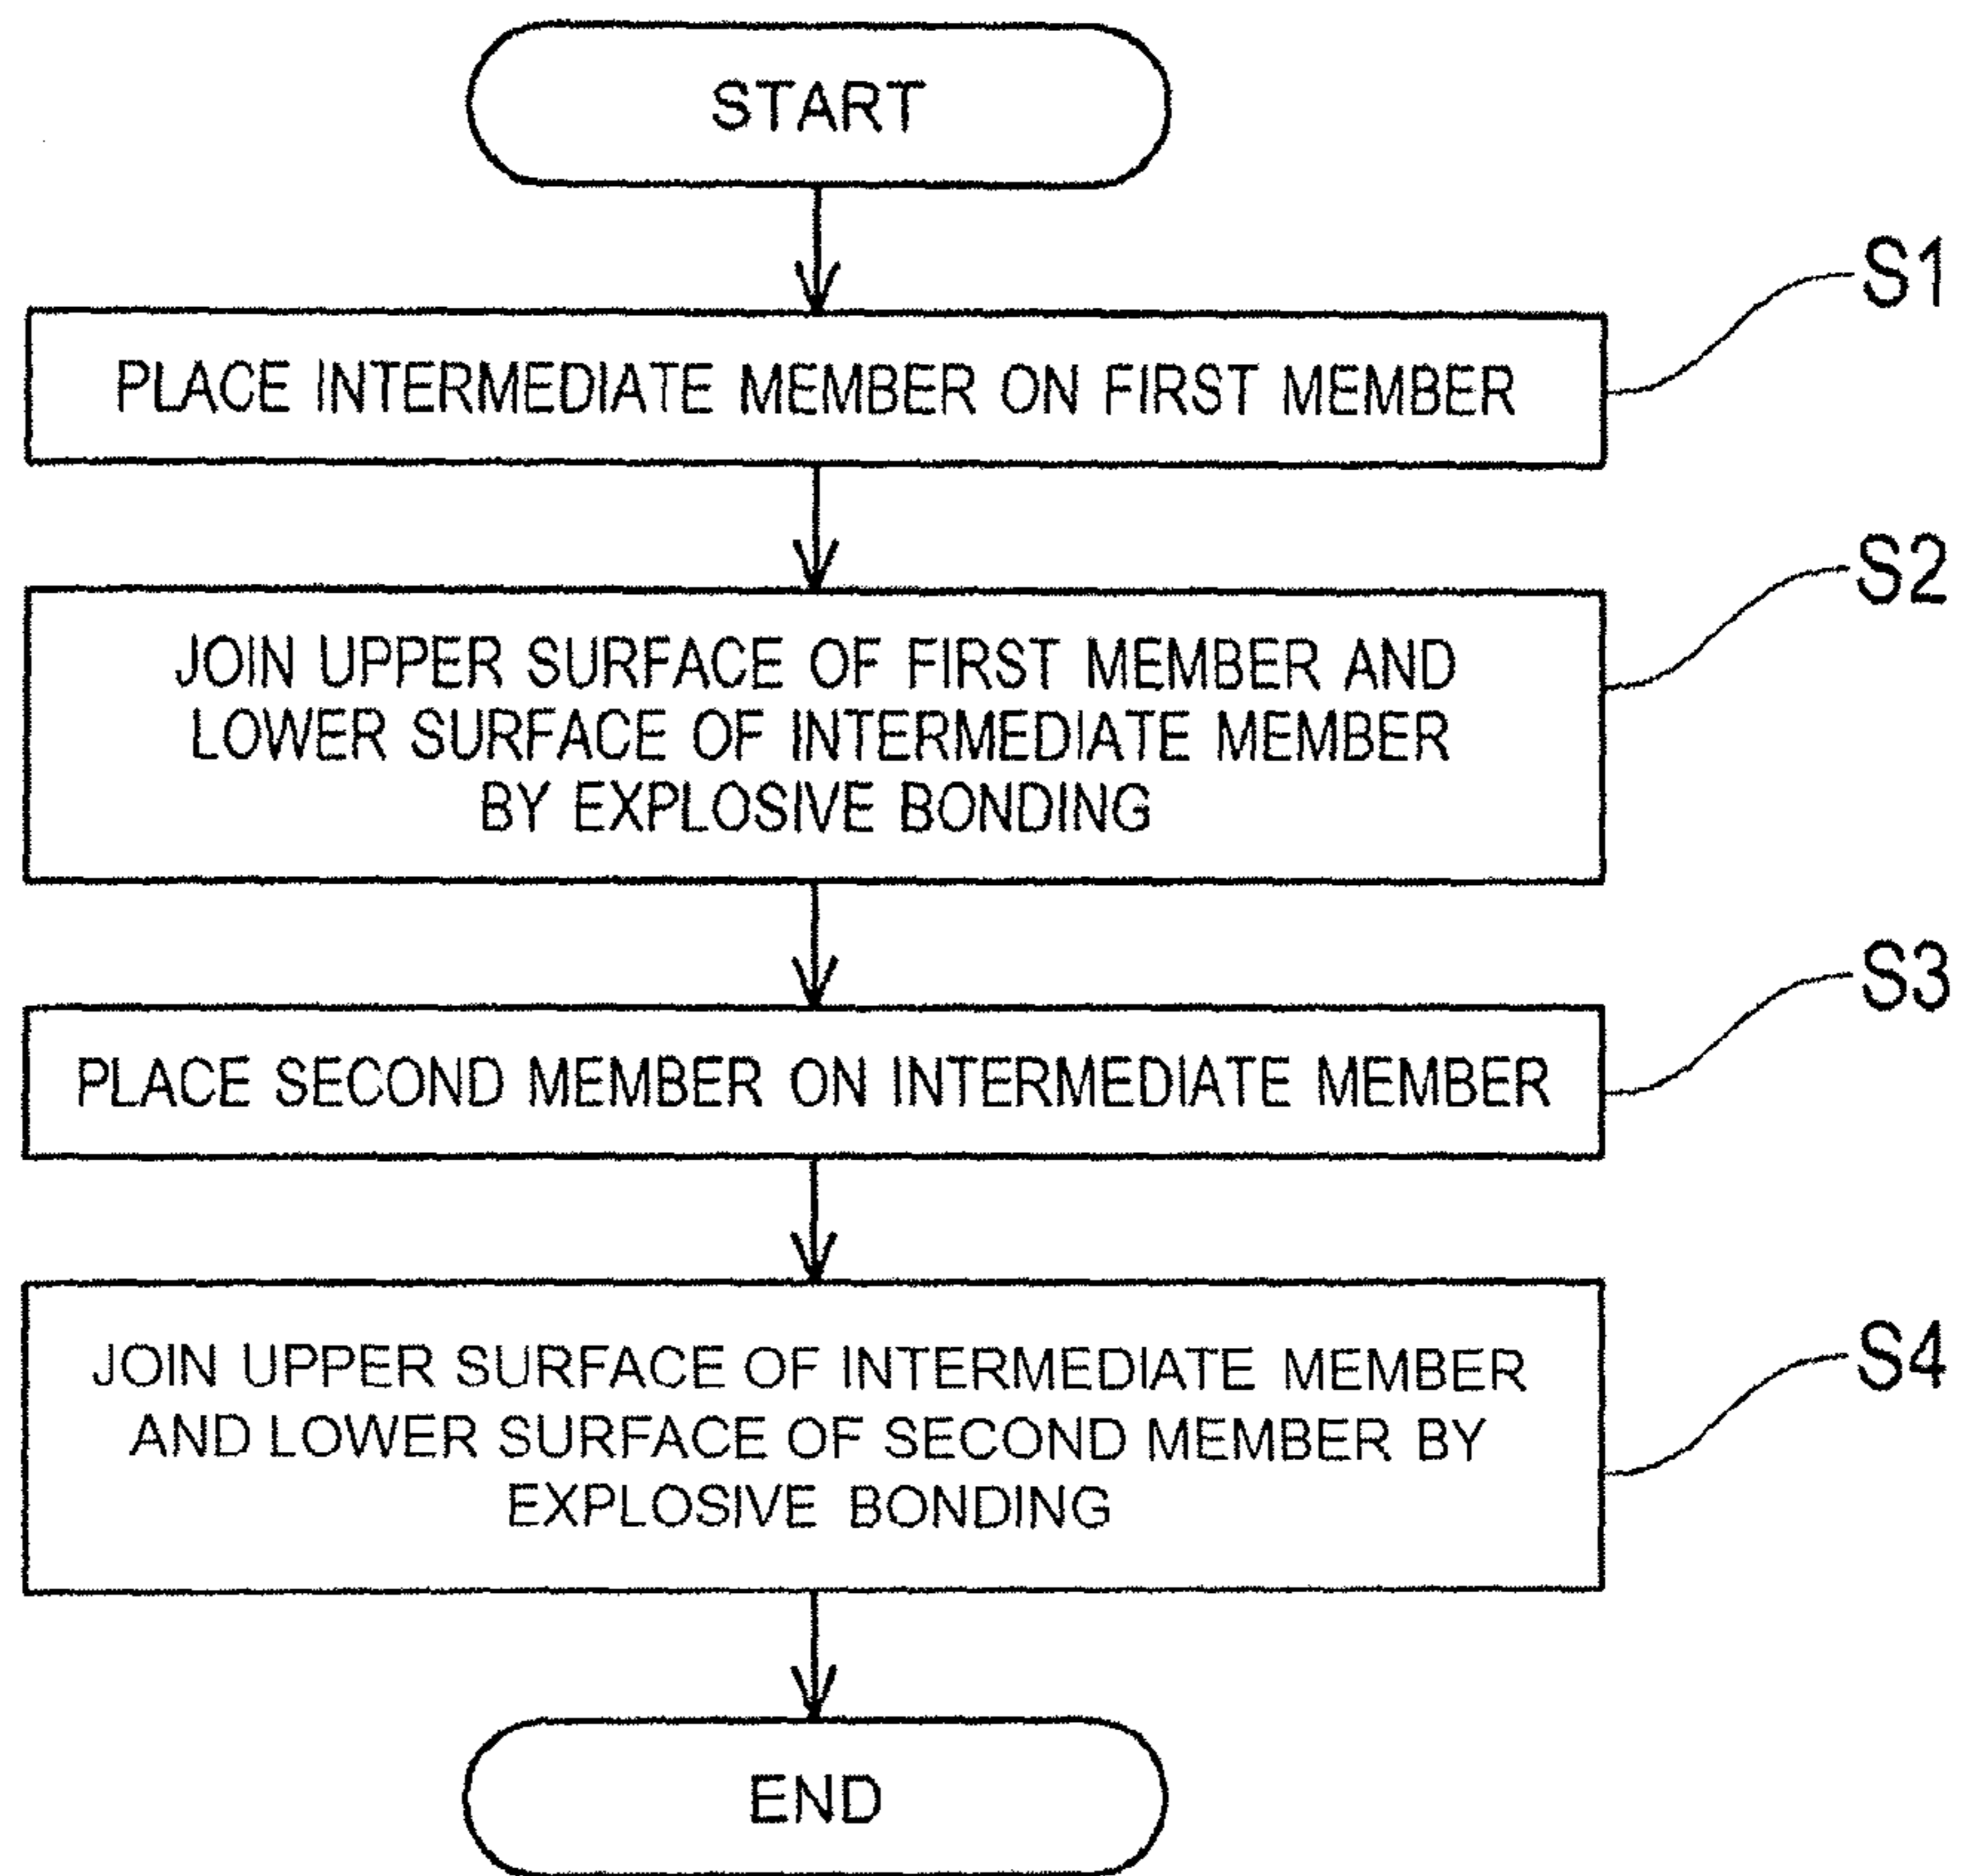 START
S1
PLACE INTERMEDIATE MEMBER ON FIRST MEMBER
S2
JOIN UPPER SURFACE OF FIRST MEMBER AND
LOWER SURFACE OF INTERMEDIATE MEMBER
BY EXPLOSIVE BONDING
S3
PLACE SECOND MEMBER ON INTERMEDIATE MEMBER
S4
JOIN UPPER SURFACE OF INTERMEDIATE MEMBER
AND LOWER SURFACE OF SECOND MEMBER BY
EXPLOSIVE BONDING
END